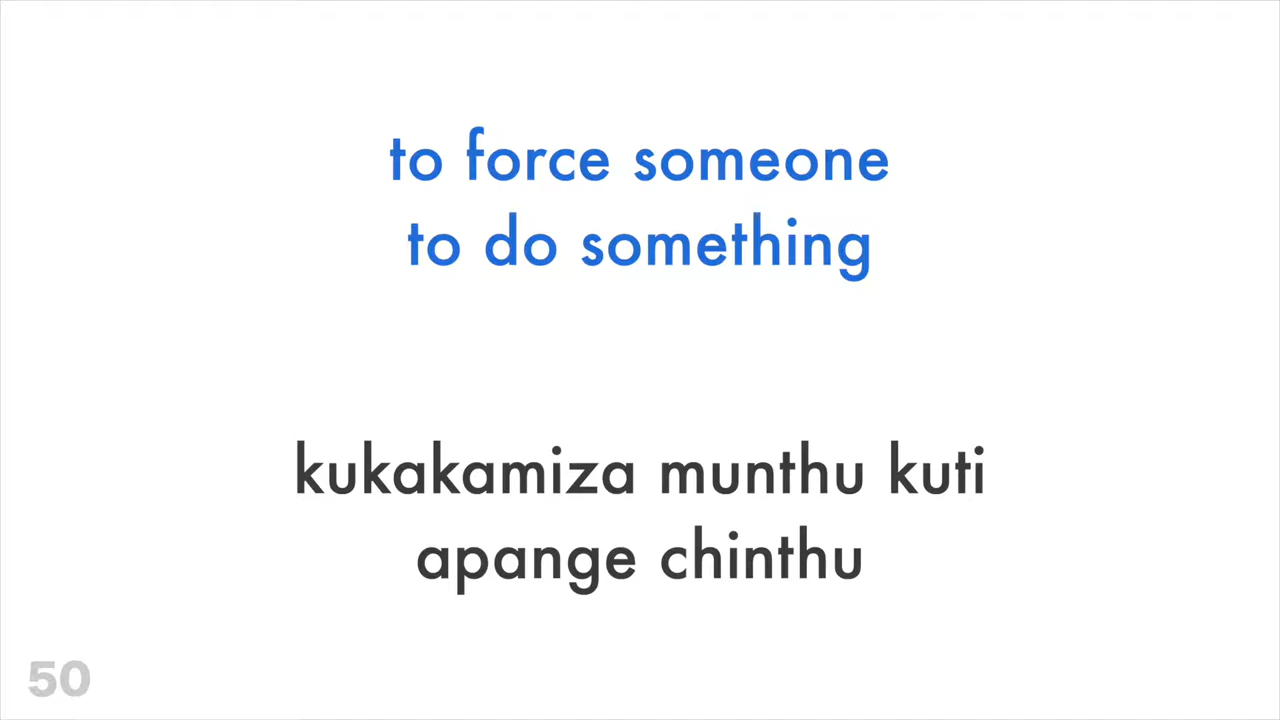 to force someone
to do something
kukakamiza munthu kuti
apange chinthu
50